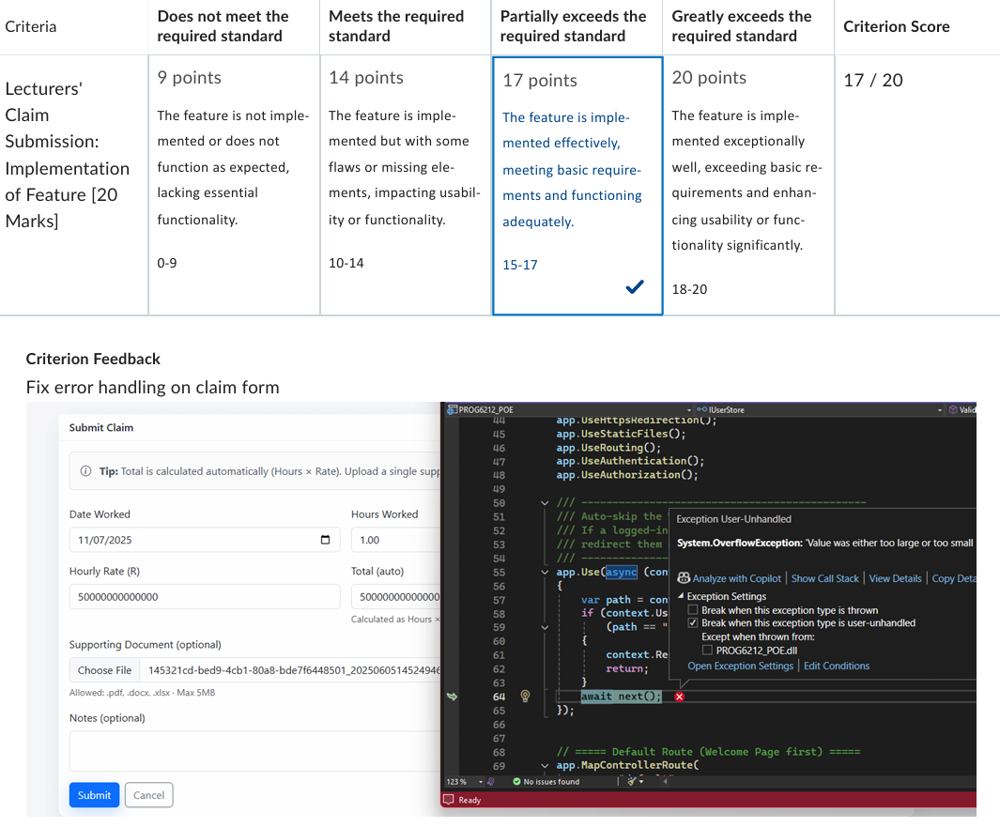 Criteria
Does not meet the
required standard
Meets the required
standard
Partially exceeds the
required standard
Greatly exceeds the
required standard
Criterion Score
Lecturers'
Claim
Submission:
Implementation
of Feature [20
Marks]
9 points
The feature is not imple-
mented or does not
function as expected,
lacking essential
functionality.
0-9
14 points
The feature is imple-
mented but with some
flaws or missing ele-
ments, impacting usabil-
ity or functionality.
10-14
17 points
The feature is imple-
mented effectively,
meeting basic require-
ments and functioning
adequately.
15-17
20 points
The feature is imple-
mented exceptionally
well, exceeding basic re-
quirements and enhan-
cing usability or func-
tionality significantly.
18-20
17 / 20
Criterion Feedback
Fix error handling on claim form
Submit Claim
Tip: Total is calculated automatically (Hours × Rate). Upload a single supp
Date Worked
Hours Worked
11/07/2025
1.00
Hourly Rate (R)
Total (auto)
50000000000000
5000000000000
Calculated as Hours ×
Supporting Document (optional)
Choose File
145321cd-bed9-4cb1-80a8-bde7f6448501_20250605145249
Allowed: .pdf, .docx, .xlsx · Max 5MB
Notes (optional)
Submit
Cancel
PROG6212_POE
IUserStore
Valid
44 app.UseHttpsRedirection();
45 app.UseStaticFiles();
46 app.UseRouting();
47 app.UseAuthentication();
48 app.UseAuthorization();
49
50 /// -----------------------------------------------
51 /// Auto-skip the
52 /// If a logged-in
53 /// redirect them
54 /// --------------
55 app.Use(async (con
56 {
57 var path = con
58 if (context.Us
59 (path == "
60 {
61 context.Re
62 return;
63 }
64 await next();
65 });
66
67
68 // ===== Default Route (Welcome Page first) =====
69 app.MapControllerRoute(
Exception User-Unhandled
System.OverflowException: 'Value was either too large or too small
Analyze with Copilot | Show Call Stack | View Details | Copy Deta
Exception Settings
Break when this exception type is thrown
Break when this exception type is user-unhandled
Except when thrown from:
PROG6212_POE.dll
Open Exception Settings | Edit Conditions
123 %
No issues found
Ready